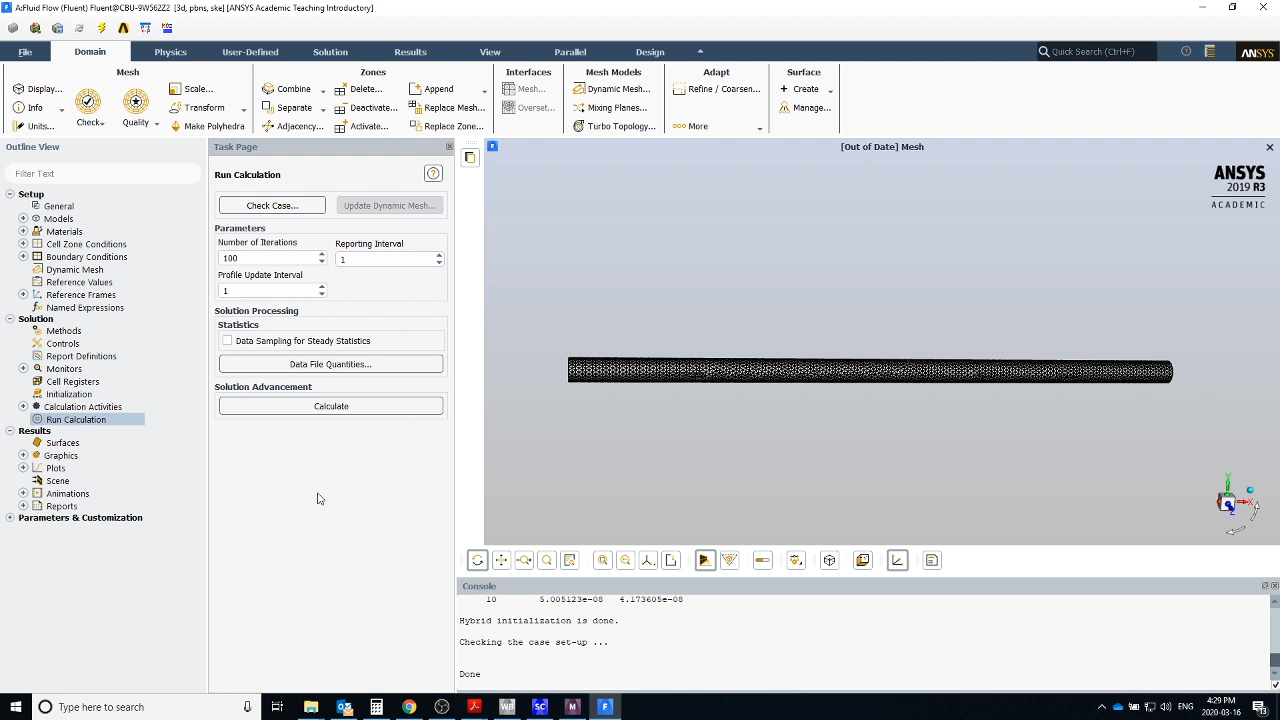 A:Fluid Flow (Fluent) Fluent@CBU-9W562Z2 [3d, pbns, ske] [ANSYS Academic Teaching Introductory]
File Domain Physics User-Defined Solution Results View Parallel Design Quick Search (Ctrl+F) ANSYS
Mesh Zones Interfaces Mesh Models Adapt Surface
Display... Scale... Combine Delete... Append Mesh... Dynamic Mesh... Refine / Coarsen... Create
Info Check Quality Transform Separate Deactivate... Replace Mesh... Overset... Mixing Planes... Manage...
Units... Make Polyhedra Adjacency... Activate... Replace Zone... Turbo Topology... More
Outline View
Filter Text
Setup
General
Models
Materials
Cell Zone Conditions
Boundary Conditions
Dynamic Mesh
Reference Values
Reference Frames
Named Expressions
Solution
Methods
Controls
Report Definitions
Monitors
Cell Registers
Initialization
Calculation Activities
Run Calculation
Results
Surfaces
Graphics
Plots
Scene
Animations
Reports
Parameters & Customization
Task Page
Run Calculation
Check Case... Update Dynamic Mesh...
Parameters
Number of Iterations Reporting Interval
100 1
Profile Update Interval
1
Solution Processing
Statistics
Data Sampling for Steady Statistics
Data File Quantities...
Solution Advancement
Calculate
[Out of Date] Mesh
ANSYS
2019 R3
ACADEMIC
Y
X
Z
Console
10 5.005123e-08 4.173605e-08
Hybrid initialization is done.
Checking the case set-up ...
Done
Type here to search
ENG
4:29 PM
2020-03-16